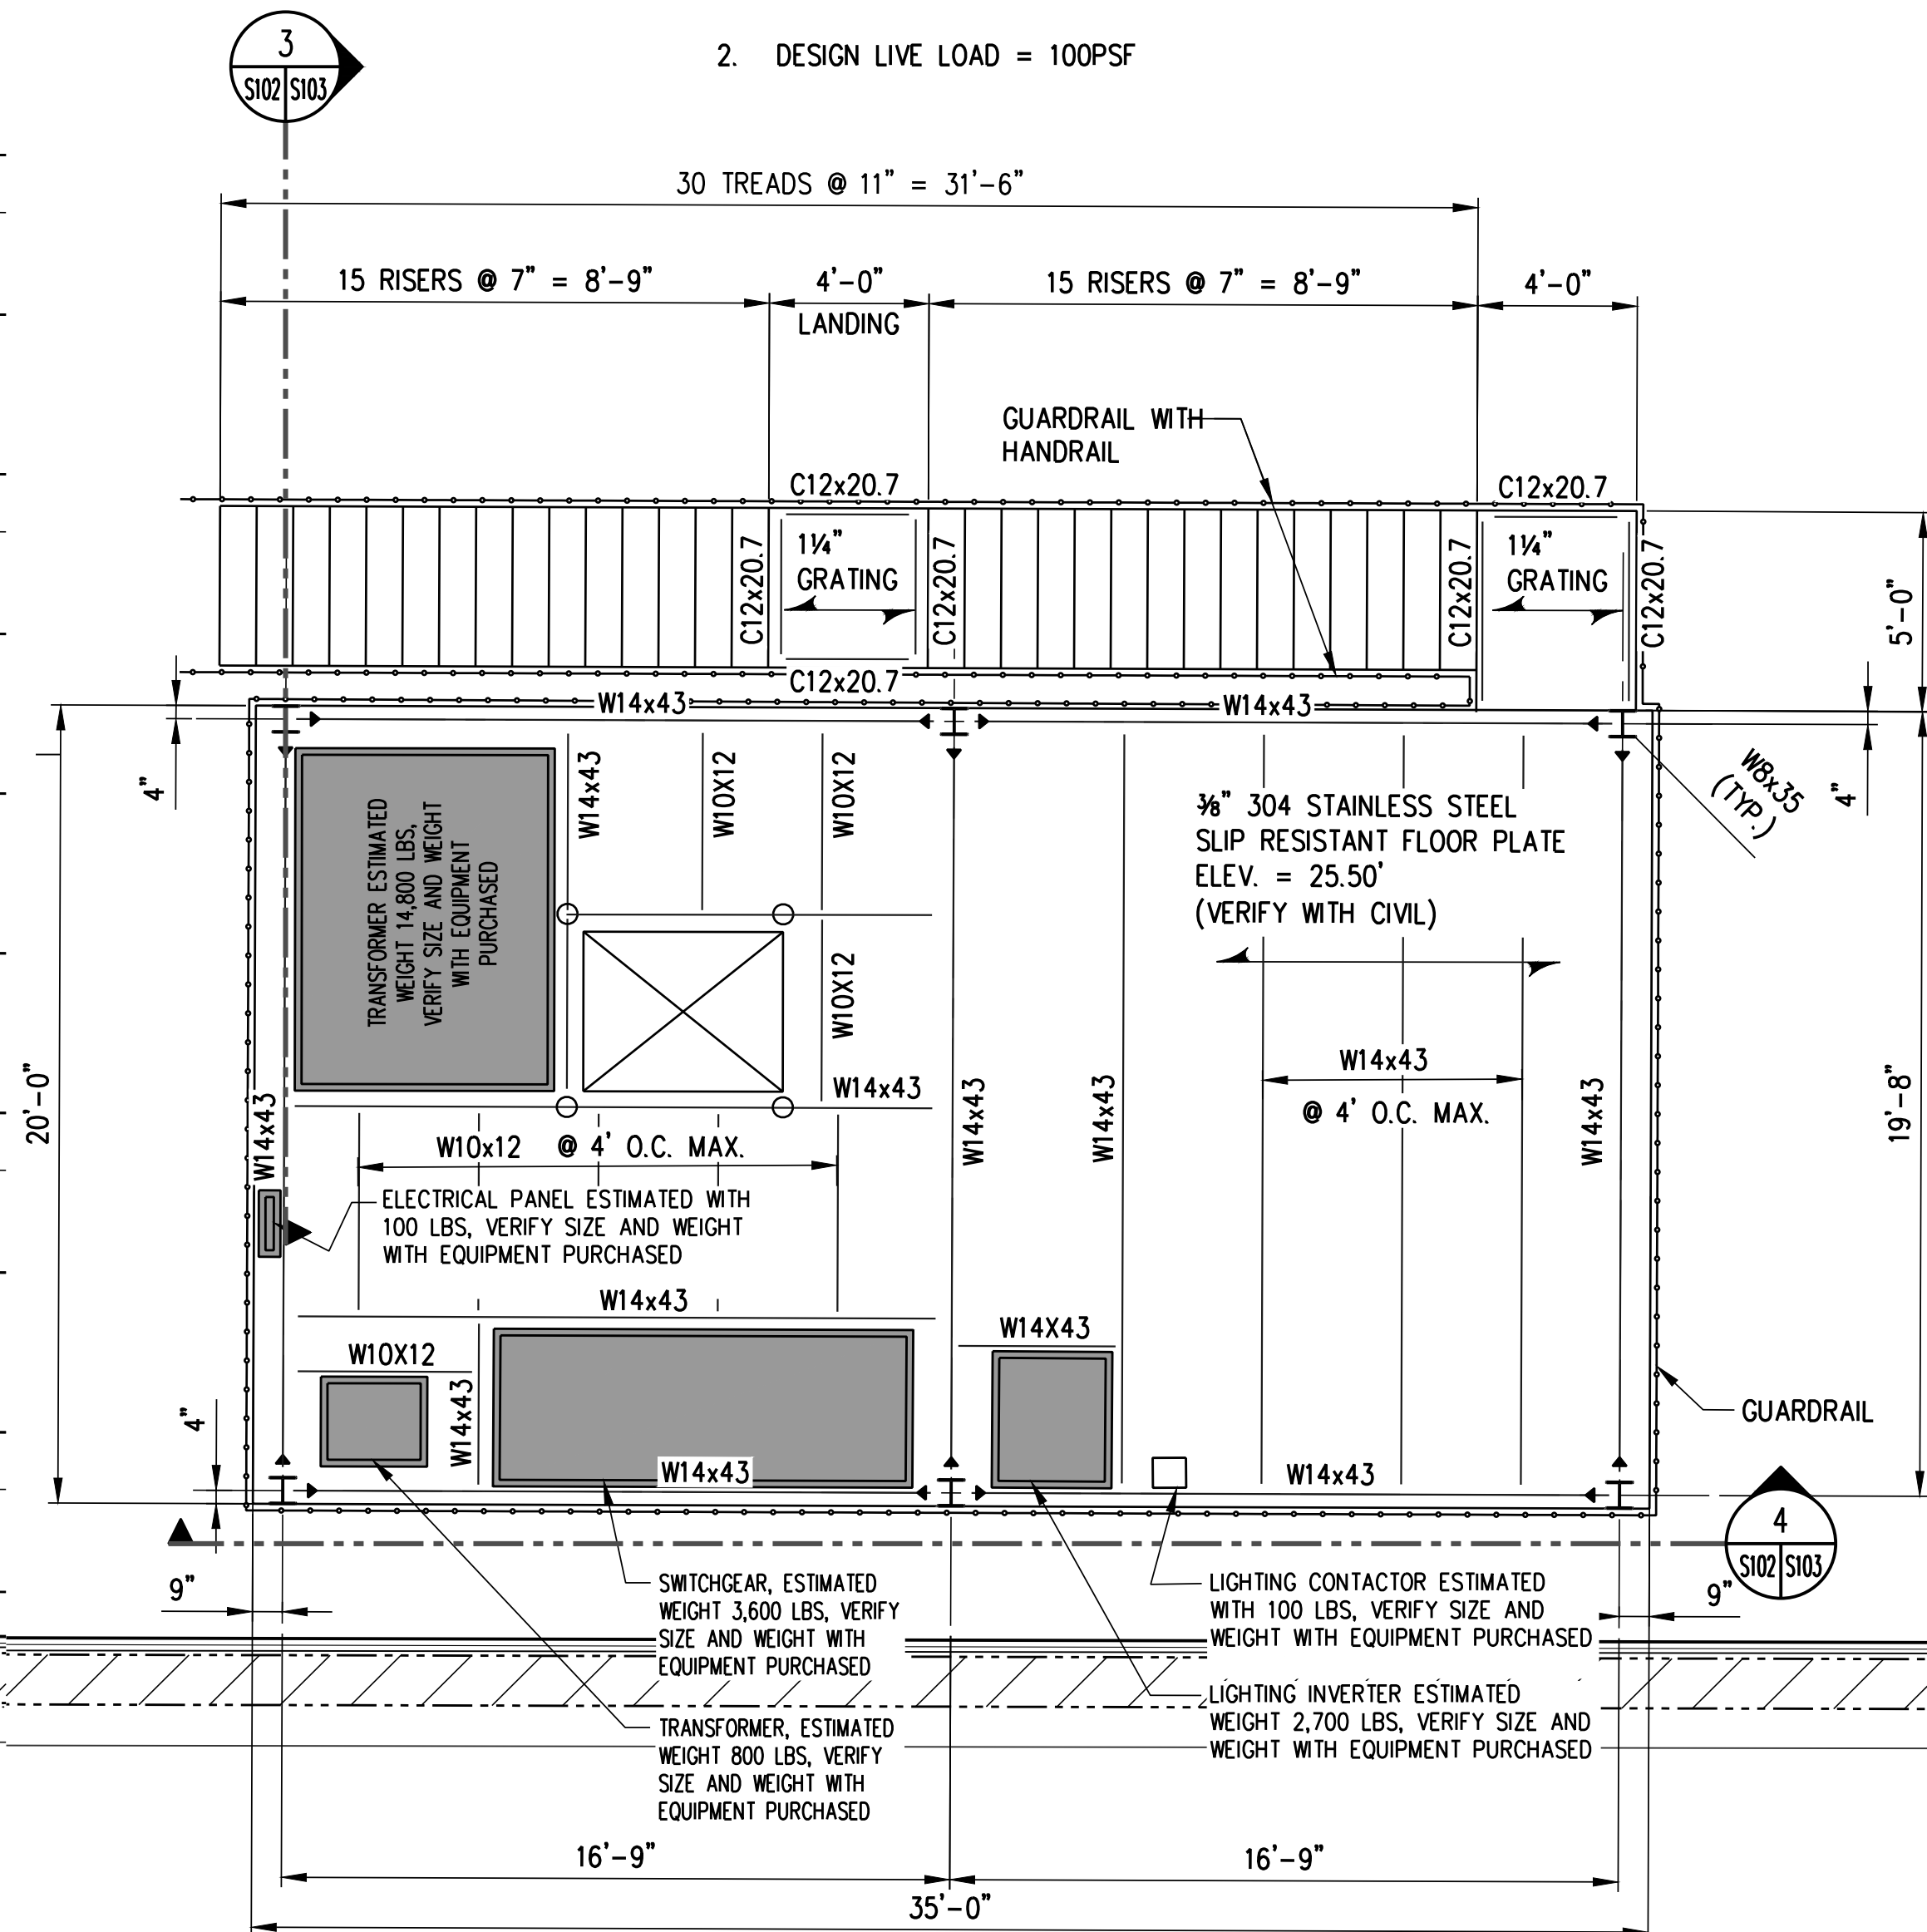 3
S102 S103
2. DESIGN LIVE LOAD = 100PSF
30 TREADS @ 11" = 31'-6"
15 RISERS @ 7" = 8'-9"
4'-0"
LANDING
15 RISERS @ 7" = 8'-9"
4'-0"
GUARDRAIL WITH
HANDRAIL
C12x20.7
C12x20.7
C12x20.7
1¼"
GRATING
C12x20.7
C12x20.7
1¼"
GRATING
C12x20.7
5'-0"
C12x20.7
W14x43
W14x43
4"
4"
W8x35
(TYP.)
TRANSFORMER ESTIMATED
WEIGHT 14,800 LBS,
VERIFY SIZE AND WEIGHT
WITH EQUIPMENT
PURCHASED
W14x43
W10X12
W10X12
⅜" 304 STAINLESS STEEL
SLIP RESISTANT FLOOR PLATE
ELEV. = 25.50'
(VERIFY WITH CIVIL)
W10X12
20'-0"
W14x43
W14x43
W14x43
W14x43
W14x43
@ 4' O.C. MAX.
W14x43
19'-8"
W10x12 @ 4' O.C. MAX.
ELECTRICAL PANEL ESTIMATED WITH
100 LBS, VERIFY SIZE AND WEIGHT
WITH EQUIPMENT PURCHASED
W14x43
W14X43
W10X12
W14x43
4"
GUARDRAIL
W14x43
W14x43
4
S102 S103
9"
9"
SWITCHGEAR, ESTIMATED
WEIGHT 3,600 LBS, VERIFY
SIZE AND WEIGHT WITH
EQUIPMENT PURCHASED
LIGHTING CONTACTOR ESTIMATED
WITH 100 LBS, VERIFY SIZE AND
WEIGHT WITH EQUIPMENT PURCHASED
TRANSFORMER, ESTIMATED
WEIGHT 800 LBS, VERIFY
SIZE AND WEIGHT WITH
EQUIPMENT PURCHASED
LIGHTING INVERTER ESTIMATED
WEIGHT 2,700 LBS, VERIFY SIZE AND
WEIGHT WITH EQUIPMENT PURCHASED
16'-9"
16'-9"
35'-0"